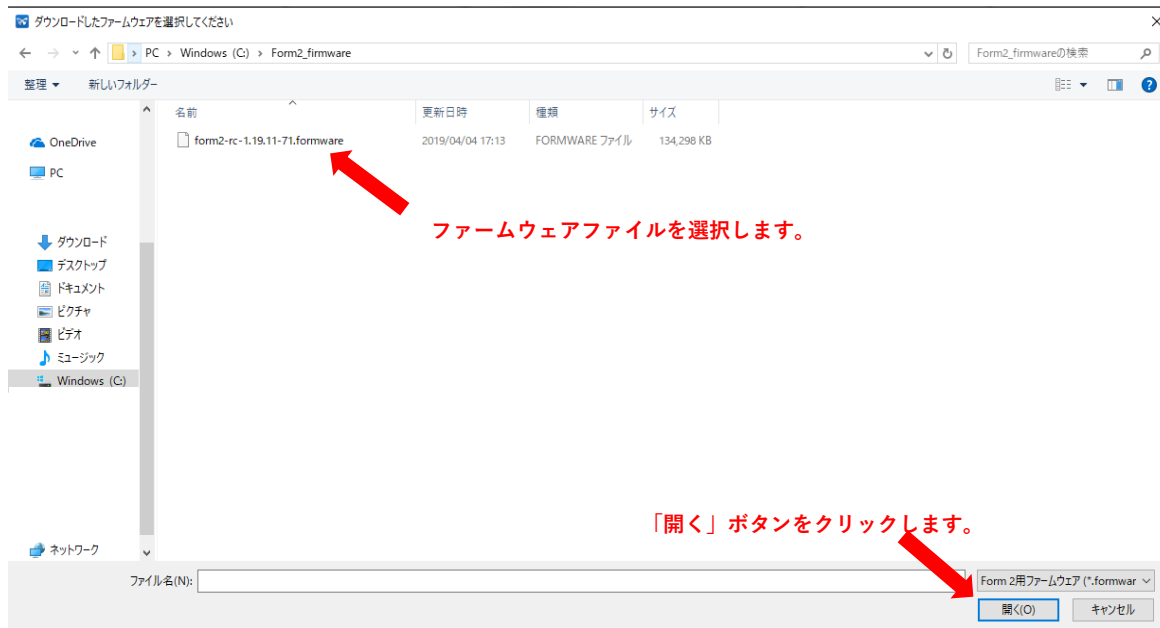 ダウンロードしたファームウェアを選択してください
PC > Windows (C:) > Form2_firmware
Form2_firmwareの検索
整理
新しいフォルダー
名前 更新日時 種類 サイズ
form2-rc-1.19.11-71.formware 2019/04/04 17:13 FORMWARE ファイル 134,298 KB
OneDrive
PC
ファームウェアファイルを選択します。
ダウンロード
デスクトップ
ドキュメント
ピクチャ
ビデオ
ミュージック
Windows (C:)
「開く」ボタンをクリックします。
ネットワーク
ファイル名(N):
Form 2用ファームウェア (*.formwar
開く(O)
キャンセル